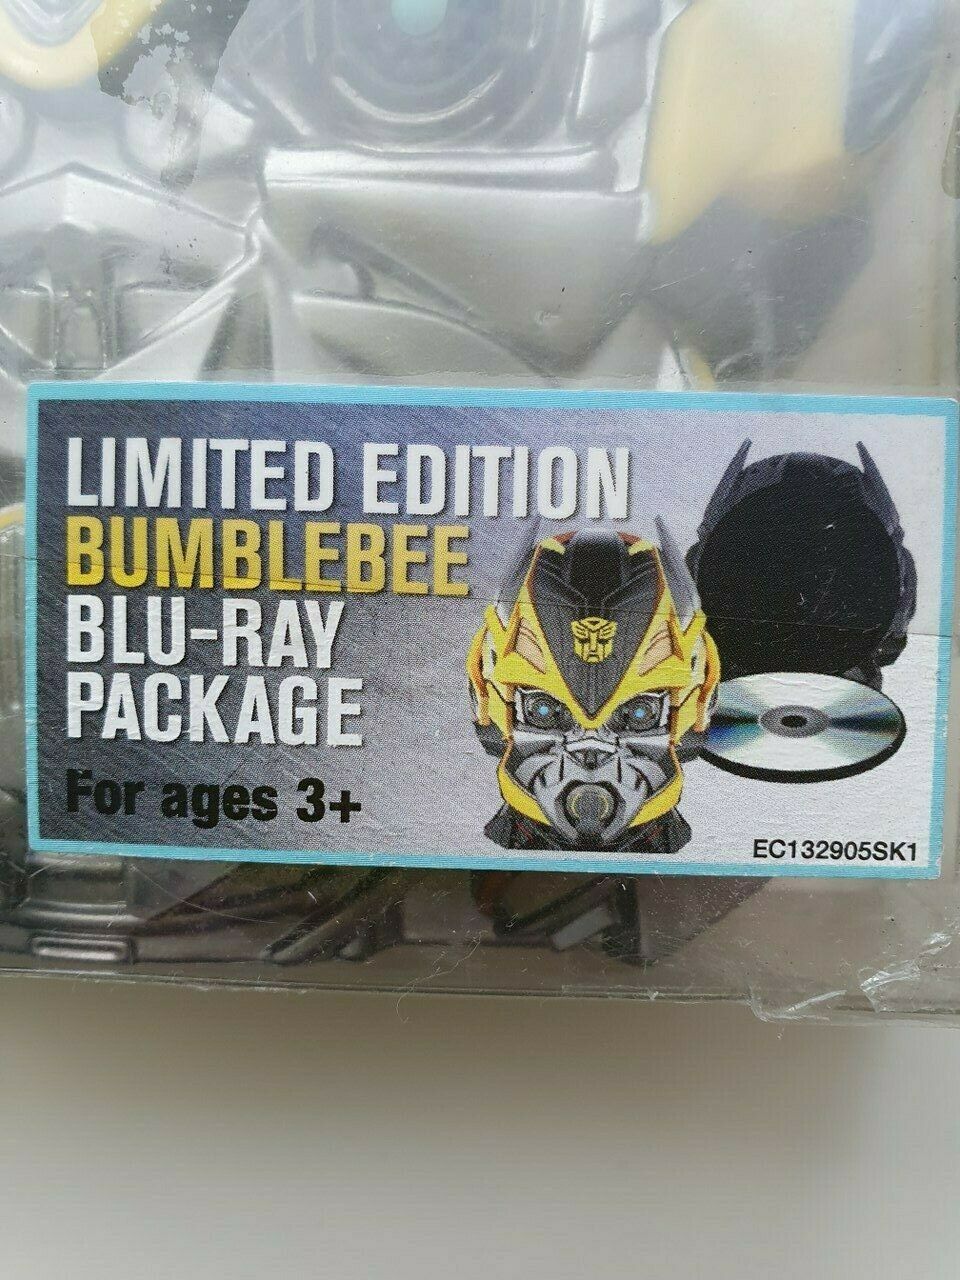 LIMITED EDITION
BUMBLEBEE
BLU-RAY
PACKAGE
For ages 3+
EC132905SK1